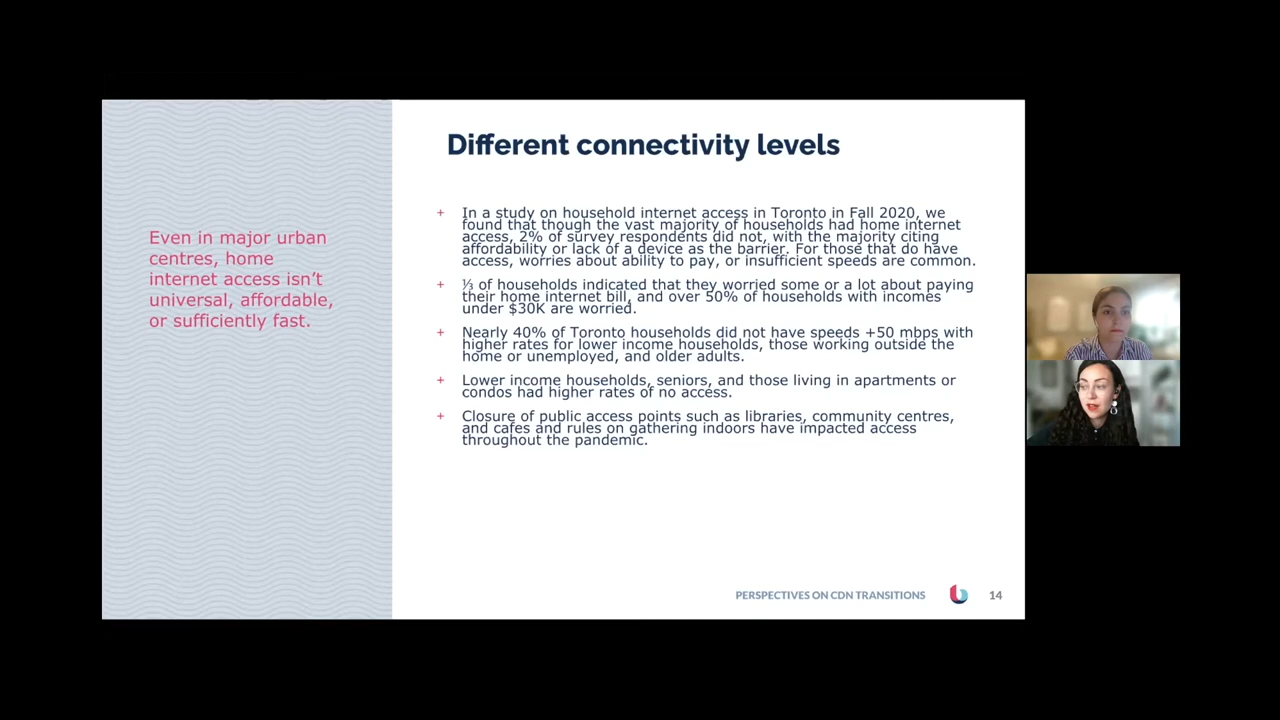 Different connectivity levels
Even in major urban
centres, home
internet access isn't
universal, affordable,
or sufficiently fast.
+ In a study on household internet access in Toronto in Fall 2020, we
found that though the vast majority of households had home internet
access, 2% of survey respondents did not, with the majority citing
affordability or lack of a device as the barrier. For those that do have
access, worries about ability to pay, or insufficient speeds are common.
+ ⅓ of households indicated that they worried some or a lot about paying
their home internet bill, and over 50% of households with incomes
under $30K are worried.
+ Nearly 40% of Toronto households did not have speeds +50 mbps with
higher rates for lower income households, those working outside the
home or unemployed, and older adults.
+ Lower income households, seniors, and those living in apartments or
condos had higher rates of no access.
+ Closure of public access points such as libraries, community centres,
and cafes and rules on gathering indoors have impacted access
throughout the pandemic.
PERSPECTIVES ON CDN TRANSITIONS 14